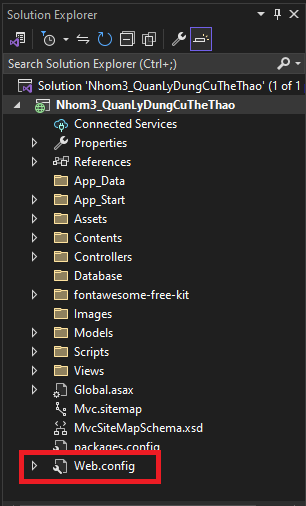 Solution Explorer
Search Solution Explorer (Ctrl+;)
Solution 'Nhom3_QuanLyDungCuTheThao' (1 of 1
Nhom3_QuanLyDungCuTheThao
Connected Services
Properties
References
App_Data
App_Start
Assets
Contents
Controllers
Database
fontawesome-free-kit
Images
Models
Scripts
Views
Global.asax
Mvc.sitemap
MvcSiteMapSchema.xsd
packages.config
Web.config